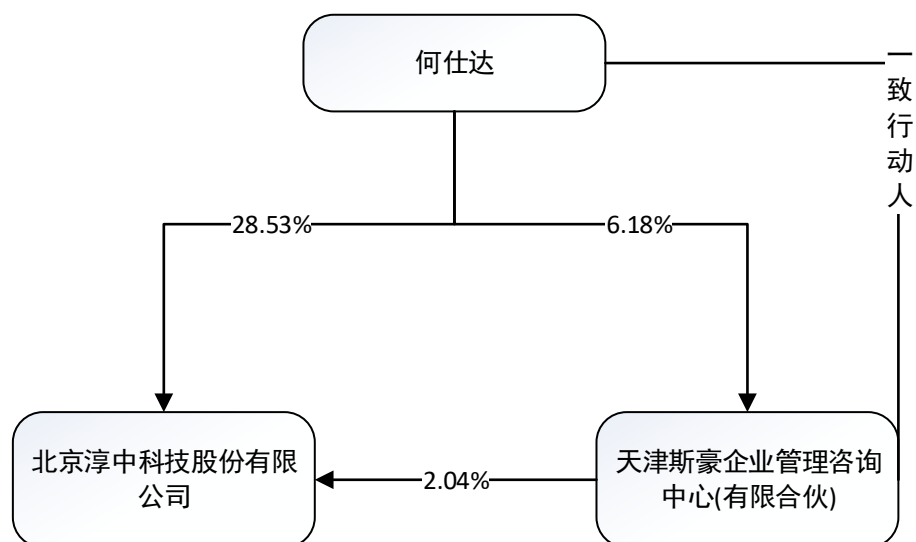 何仕达
一致行动人
28.53%
6.18%
北京淳中科技股份有限
公司
2.04%
天津斯豪企业管理咨询
中心(有限合伙)